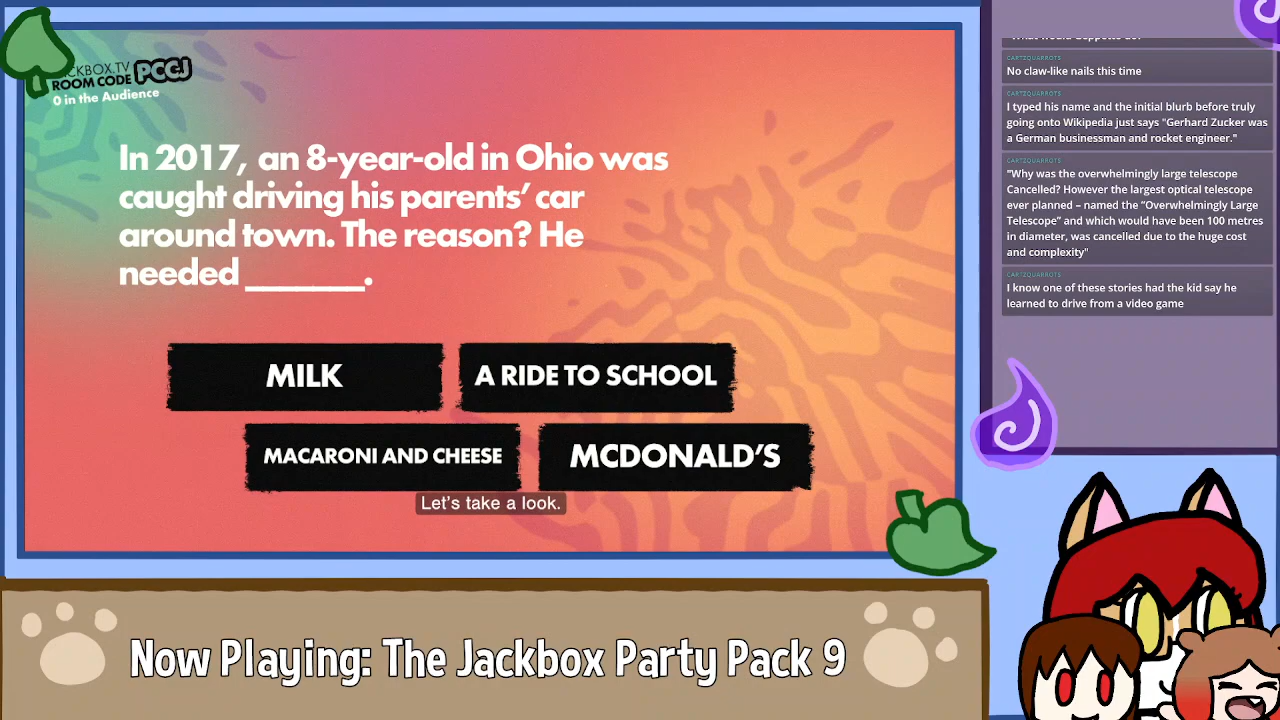 JACKBOX.TV
ROOM CODE PCCJ
0 in the Audience
In 2017, an 8-year-old in Ohio was
caught driving his parents' car
around town. The reason? He
needed ________.
MILK
A RIDE TO SCHOOL
MACARONI AND CHEESE
MCDONALD'S
Let's take a look.
CARTZQUARROTS
No claw-like nails this time
CARTZQUARROTS
I typed his name and the initial blurb before truly
going onto Wikipedia just says "Gerhard Zucker was
a German businessman and rocket engineer."
CARTZQUARROTS
"Why was the overwhelmingly large telescope
Cancelled? However the largest optical telescope
ever planned – named the "Overwhelmingly Large
Telescope" and which would have been 100 metres
in diameter, was cancelled due to the huge cost
and complexity"
CARTZQUARROTS
I know one of these stories had the kid say he
learned to drive from a video game
Now Playing: The Jackbox Party Pack 9